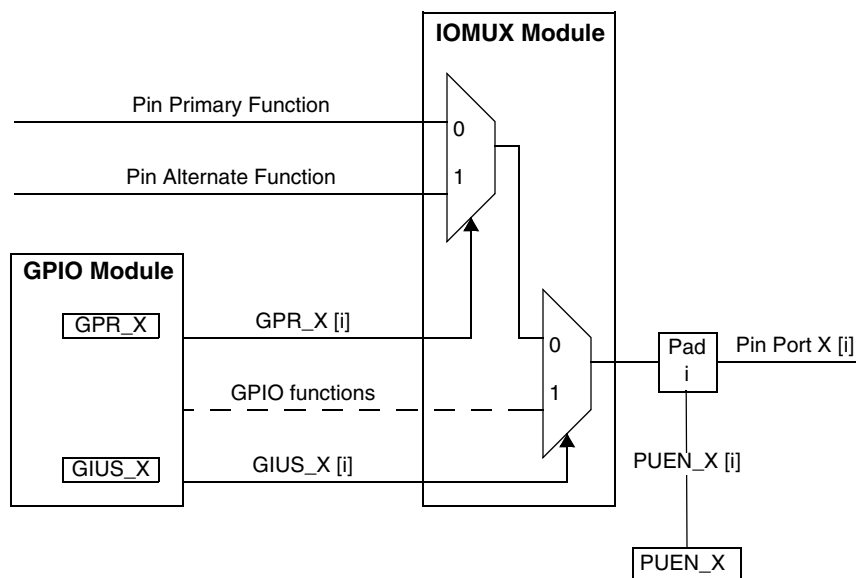 IOMUX Module
Pin Primary Function
0
Pin Alternate Function
1
GPIO Module
GPR_X
GPR_X [i]
0
Pad
i
Pin Port X [i]
GPIO functions
1
GIUS_X
GIUS_X [i]
PUEN_X [i]
PUEN_X